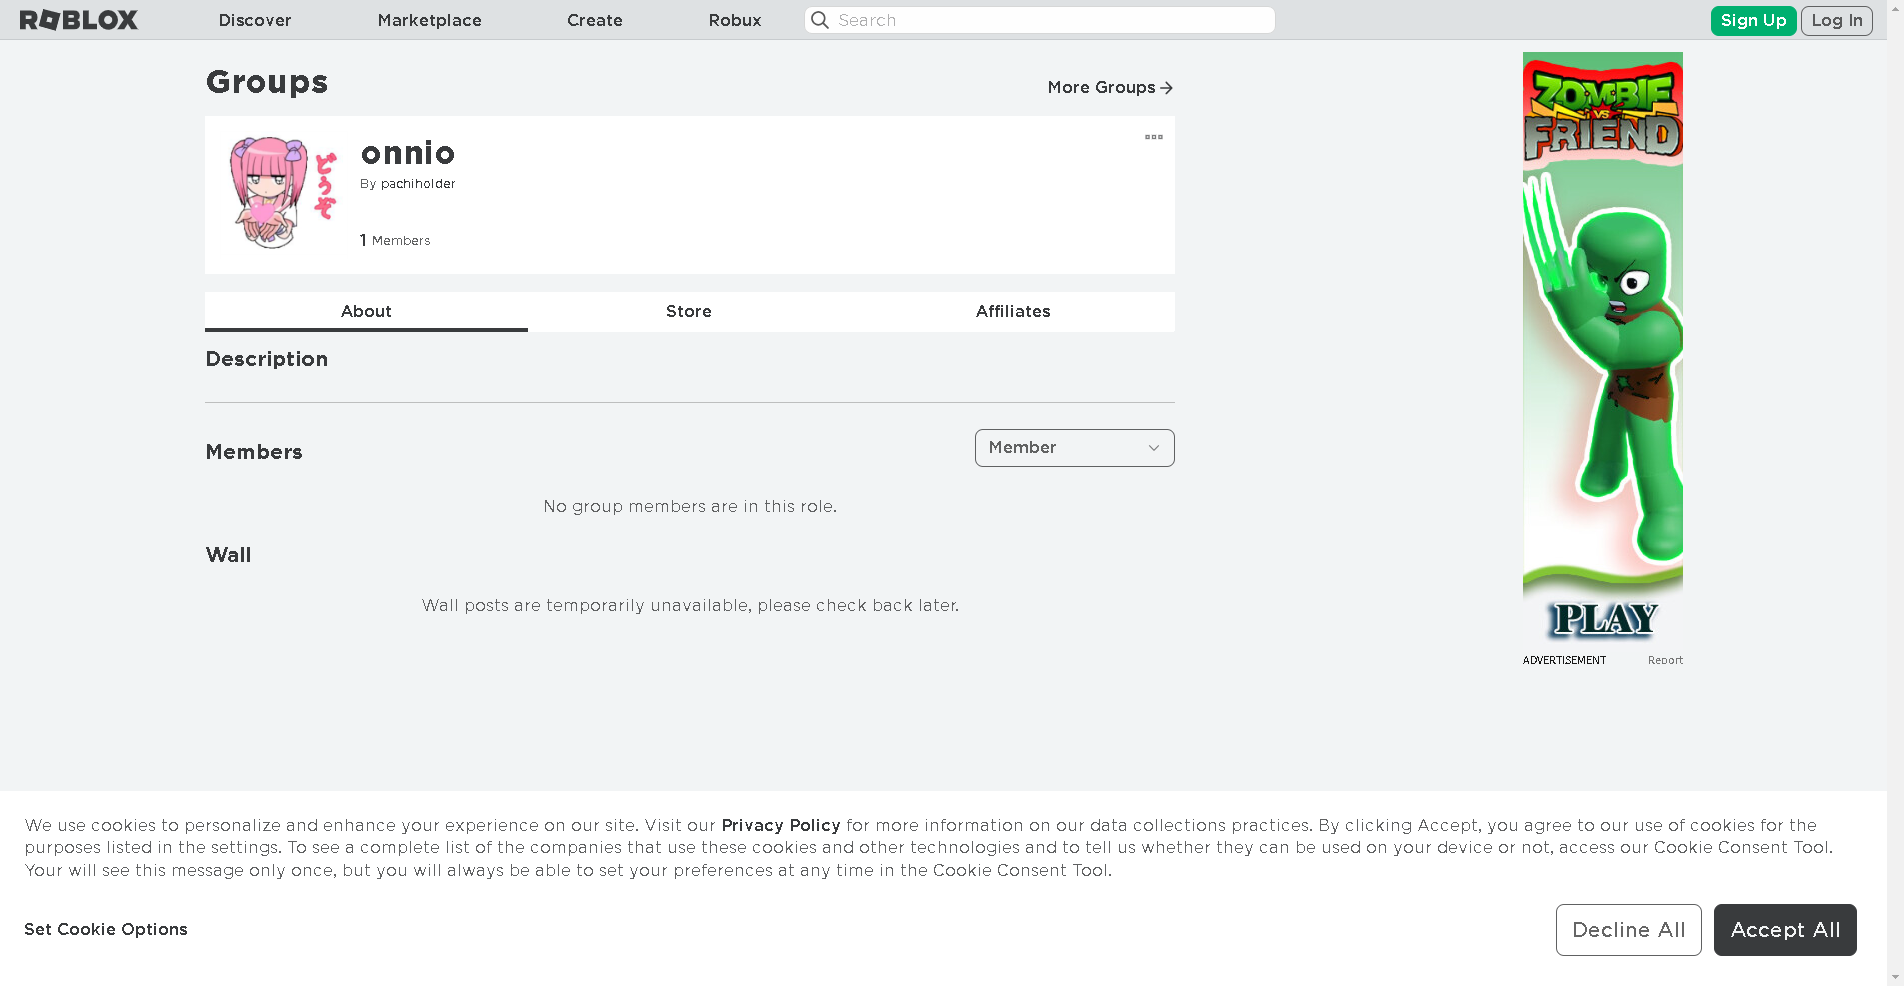 ROBLOX
Discover
Marketplace
Create
Robux
Search
Sign Up
Log In
Groups
More Groups
onnio
By pachiholder
1 Members
どうぞ
About
Store
Affiliates
Description
Members
Member
No group members are in this role.
Wall
Wall posts are temporarily unavailable, please check back later.
ZOMBIE
VS
FRIEND
PLAY
ADVERTISEMENT
Report
We use cookies to personalize and enhance your experience on our site. Visit our Privacy Policy for more information on our data collections practices. By clicking Accept, you agree to our use of cookies for the
purposes listed in the settings. To see a complete list of the companies that use these cookies and other technologies and to tell us whether they can be used on your device or not, access our Cookie Consent Tool.
Your will see this message only once, but you will always be able to set your preferences at any time in the Cookie Consent Tool.
Set Cookie Options
Decline All
Accept All